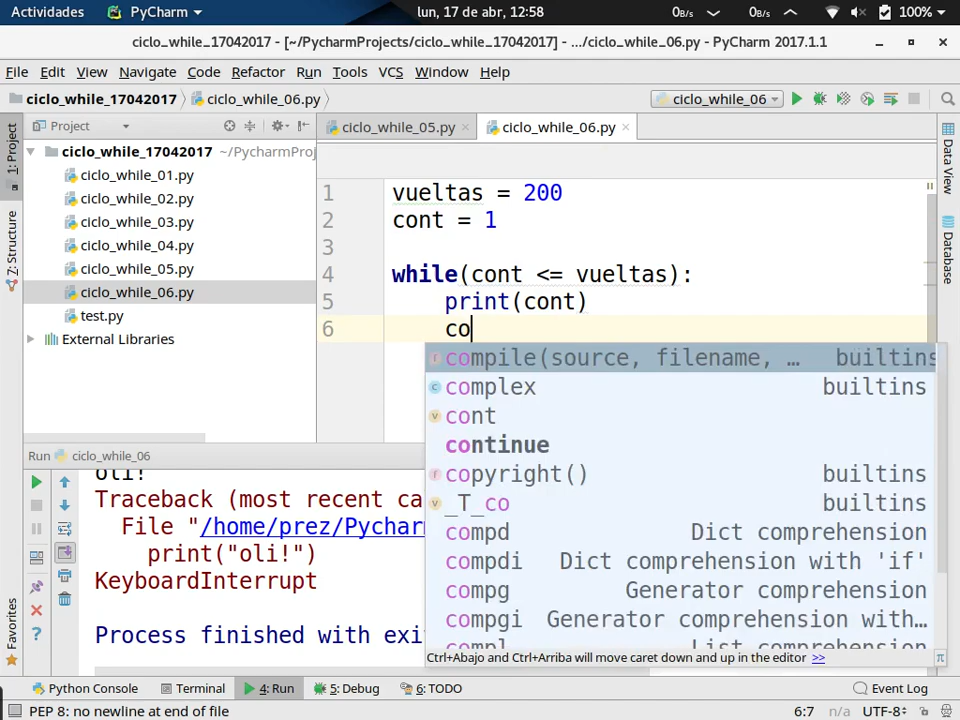 Actividades PyCharm lun, 17 de abr, 12:58 0B/s 0B/s 100%
ciclo_while_17042017 - [~/PycharmProjects/ciclo_while_17042017] - .../ciclo_while_06.py - PyCharm 2017.1.1
File Edit View Navigate Code Refactor Run Tools VCS Window Help
ciclo_while_17042017 ciclo_while_06.py ciclo_while_06
1: Project
Project
ciclo_while_05.py ciclo_while_06.py
ciclo_while_17042017 ~/PycharmProj
ciclo_while_01.py
ciclo_while_02.py
ciclo_while_03.py
ciclo_while_04.py
ciclo_while_05.py
ciclo_while_06.py
test.py
External Libraries
7: Structure
Favorites
Data View
Database
1 vueltas = 200
2 cont = 1
3
4 while(cont <= vueltas):
5 print(cont)
6 co
compile(source, filename, … builtins
complex builtins
cont
continue
copyright() builtins
_T_co builtins
compd Dict comprehension
compdi Dict comprehension with 'if'
compg Generator comprehension
compgi Generator comprehension with…
compl List comprehension
Ctrl+Abajo and Ctrl+Arriba will move caret down and up in the editor >>
Run ciclo_while_06
oli!
Traceback (most recent ca
File "/home/prez/Pycharm
print("oli!")
KeyboardInterrupt
Process finished with exi
Python Console Terminal 4: Run 5: Debug 6: TODO Event Log
PEP 8: no newline at end of file 6:7 n/a UTF-8